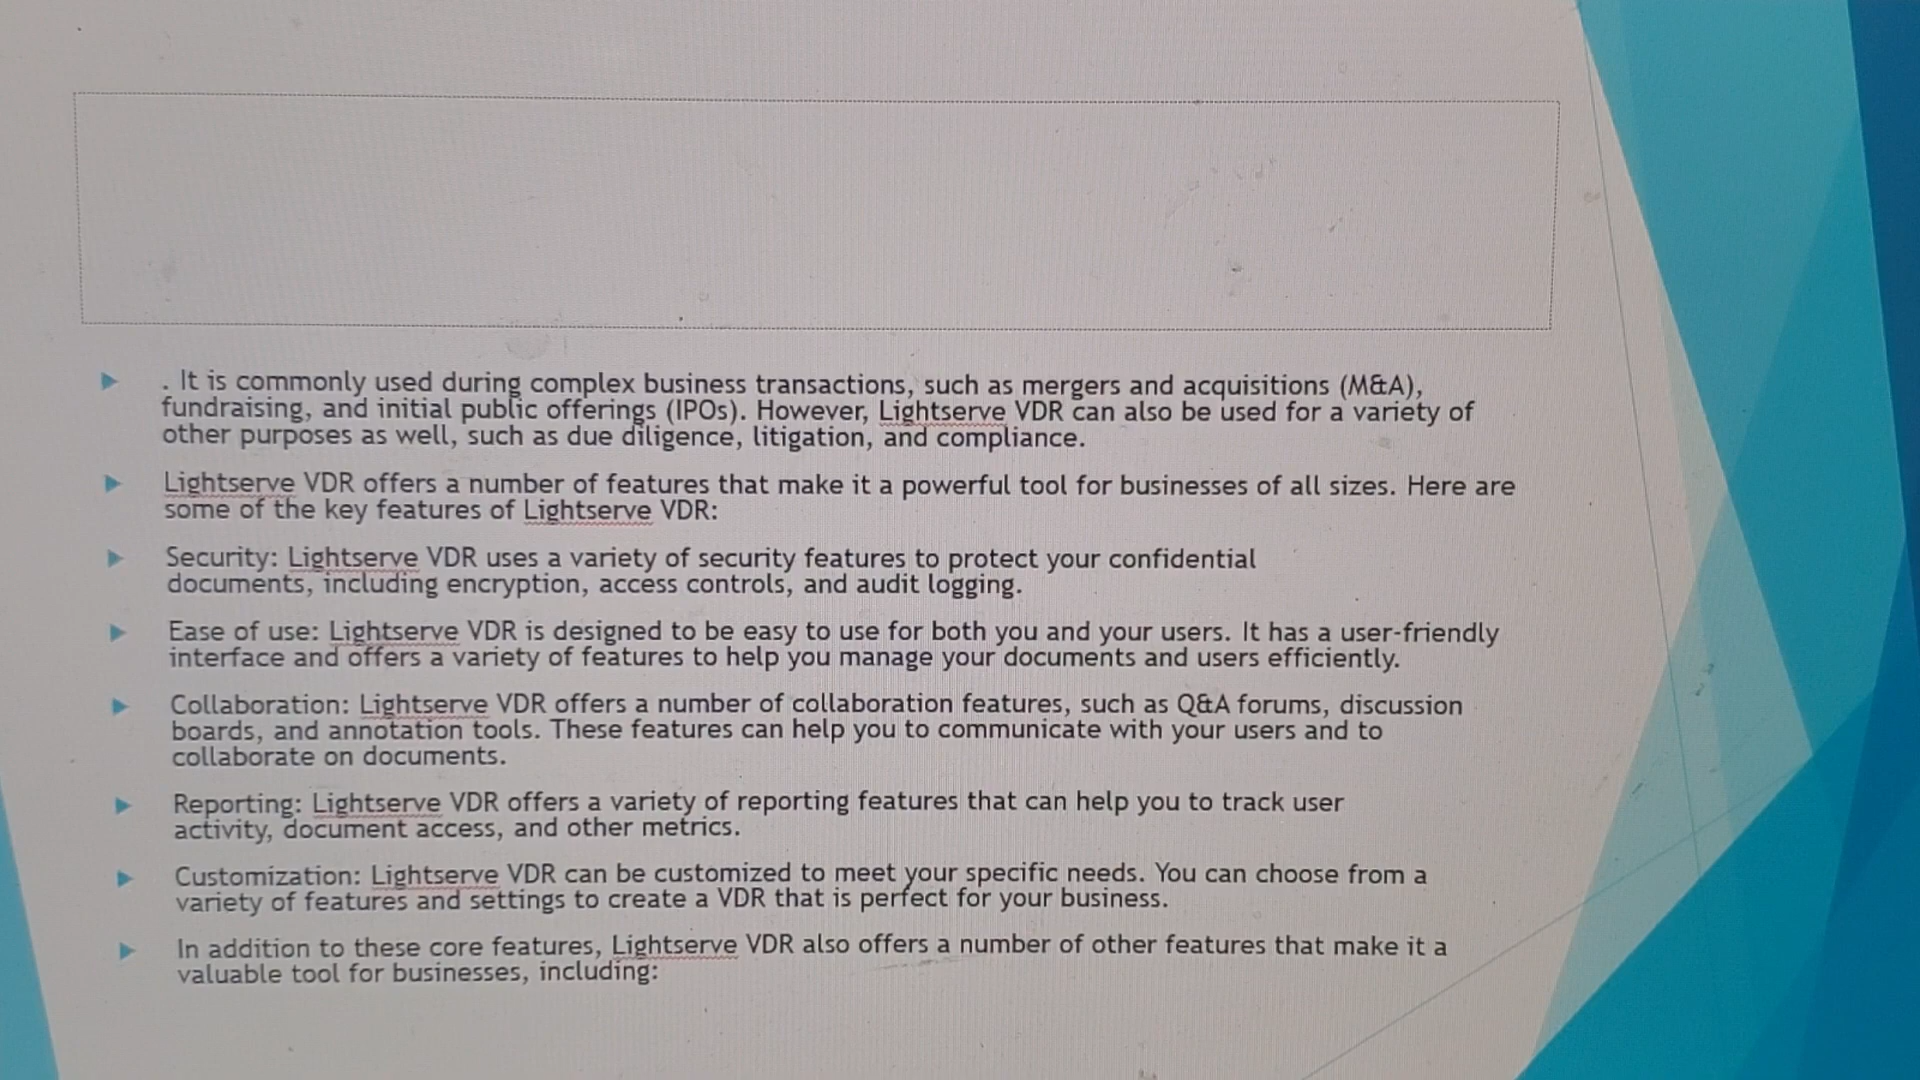 . It is commonly used during complex business transactions, such as mergers and acquisitions (M&A),
fundraising, and initial public offerings (IPOs). However, Lightserve VDR can also be used for a variety of
other purposes as well, such as due diligence, litigation, and compliance.
Lightserve VDR offers a number of features that make it a powerful tool for businesses of all sizes. Here are
some of the key features of Lightserve VDR:
Security: Lightserve VDR uses a variety of security features to protect your confidential
documents, including encryption, access controls, and audit logging.
Ease of use: Lightserve VDR is designed to be easy to use for both you and your users. It has a user-friendly
interface and offers a variety of features to help you manage your documents and users efficiently.
Collaboration: Lightserve VDR offers a number of collaboration features, such as Q&A forums, discussion
boards, and annotation tools. These features can help you to communicate with your users and to
collaborate on documents.
Reporting: Lightserve VDR offers a variety of reporting features that can help you to track user
activity, document access, and other metrics.
Customization: Lightserve VDR can be customized to meet your specific needs. You can choose from a
variety of features and settings to create a VDR that is perfect for your business.
In addition to these core features, Lightserve VDR also offers a number of other features that make it a
valuable tool for businesses, including: